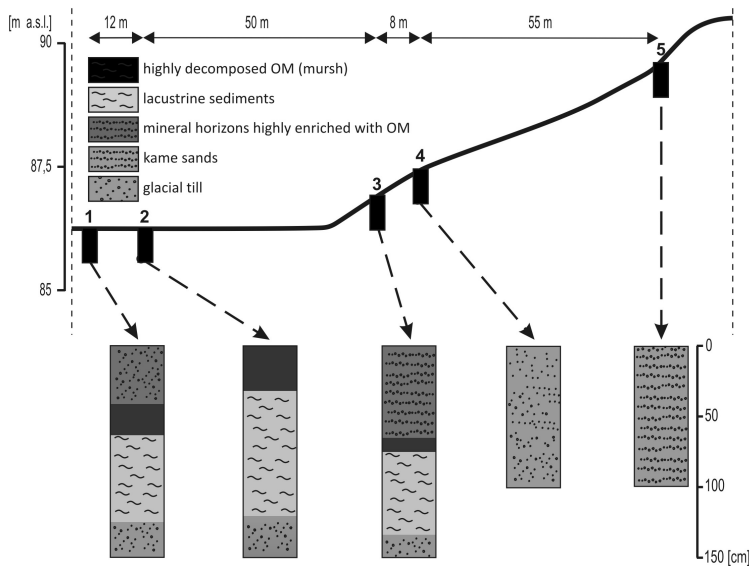 [m a.s.l.]
12 m
50 m
8 m
55 m
90
87,5
85
highly decomposed OM (mursh)
lacustrine sediments
mineral horizons highly enriched with OM
kame sands
glacial till
1
2
3
4
5
0
50
100
150 [cm]